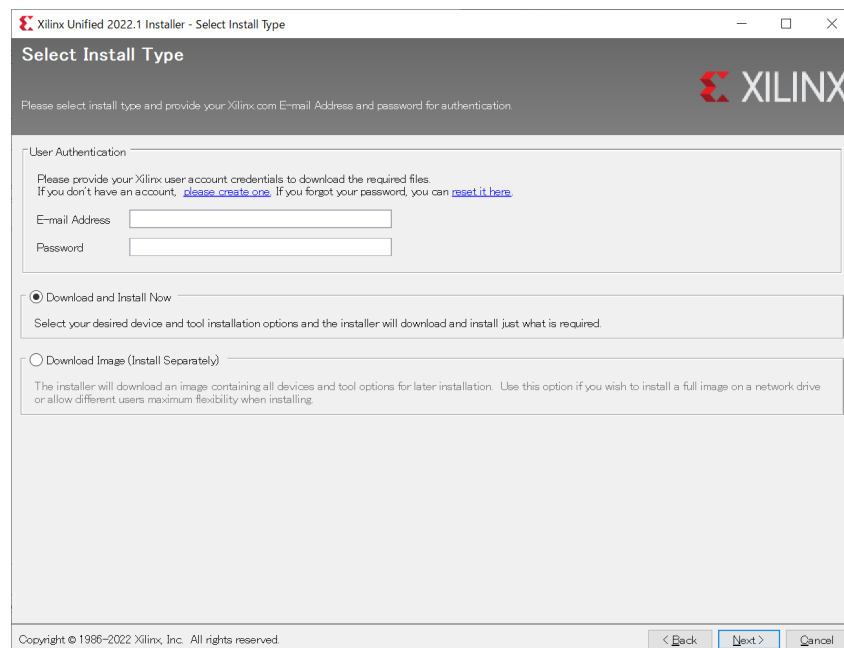 Xilinx Unified 2022.1 Installer - Select Install Type
Select Install Type
XILINX
Please select install type and provide your Xilinx.com E-mail Address and password for authentication.
User Authentication
Please provide your Xilinx user account credentials to download the required files.
If you don't have an account, please create one. If you forgot your password, you can reset it here.
E-mail Address
Password
Download and Install Now
Select your desired device and tool installation options and the installer will download and install just what is required.
Download Image (Install Separately)
The installer will download an image containing all devices and tool options for later installation. Use this option if you wish to install a full image on a network drive
or allow different users maximum flexibility when installing.
Copyright © 1986-2022 Xilinx, Inc. All rights reserved.
< Back
Next >
Cancel